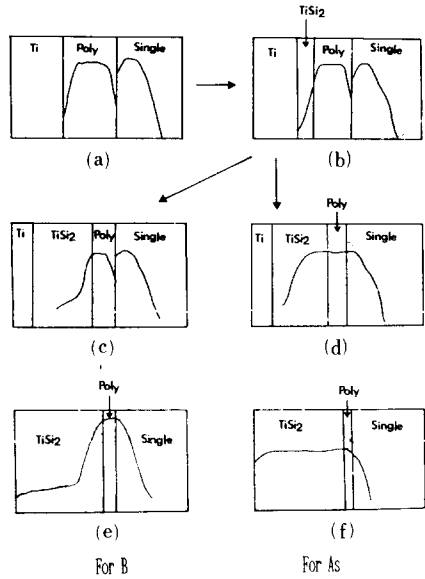 TiSi2
Ti Poly Single
Ti Poly Single
(a)
(b)
Poly
Ti TiSi2 Poly Single
Ti TiSi2 Single
(c)
(d)
Poly
Poly
TiSi2 Single
TiSi2 Single
(e)
(f)
For B
For As